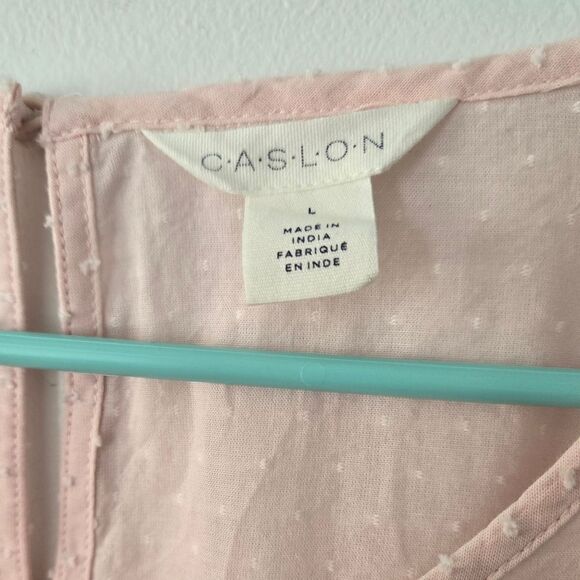 C·A·S·L·O·N
L
MADE IN
INDIA
FABRIQUÉ
EN INDE